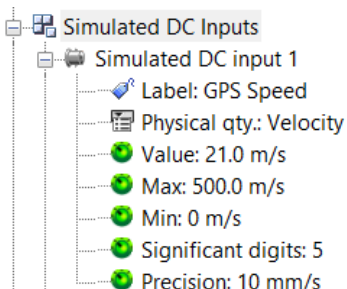 Simulated DC Inputs
Simulated DC input 1
Label: GPS Speed
Physical qty.: Velocity
Value: 21.0 m/s
Max: 500.0 m/s
Min: 0 m/s
Significant digits: 5
Precision: 10 mm/s